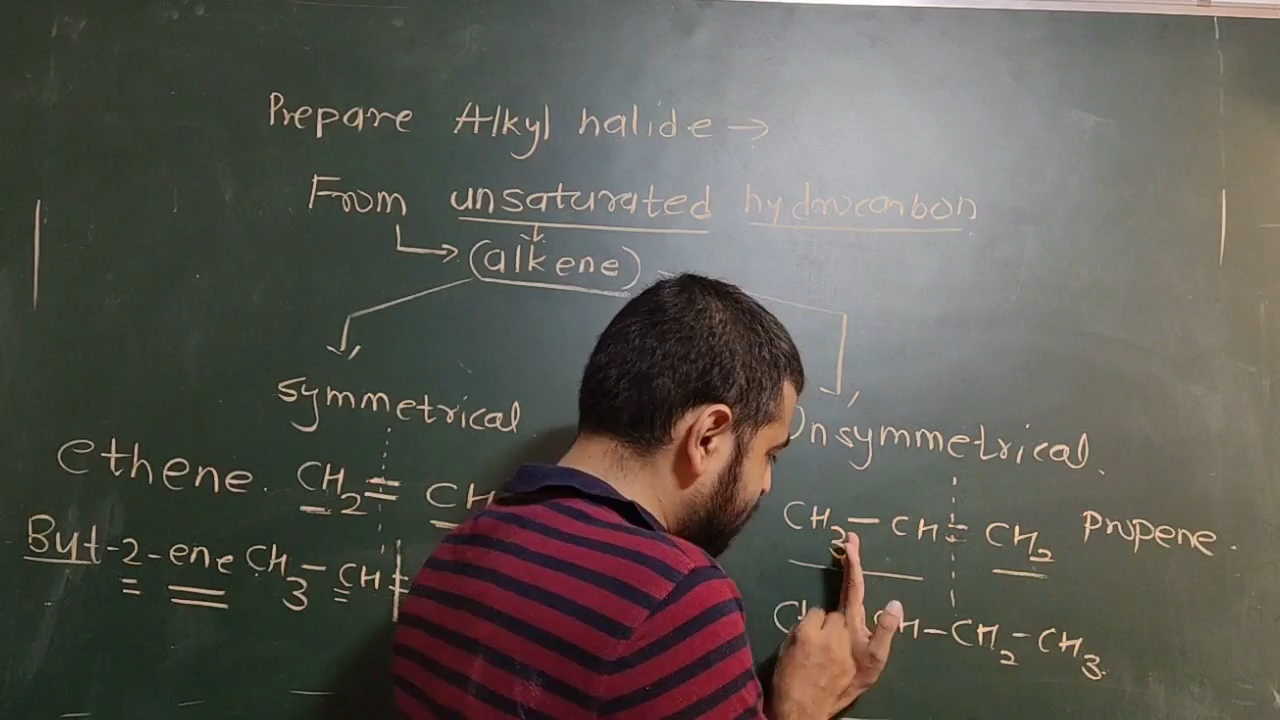 Prepare Alkyl halide →
From unsaturated hydrocarbon
(alkene)
symmetrical
Unsymmetrical.
ethene. CH2 = CH
But-2-ene CH3 – CH =
CH3 – CH = CH2 Propene.
CH – CH2 – CH3.